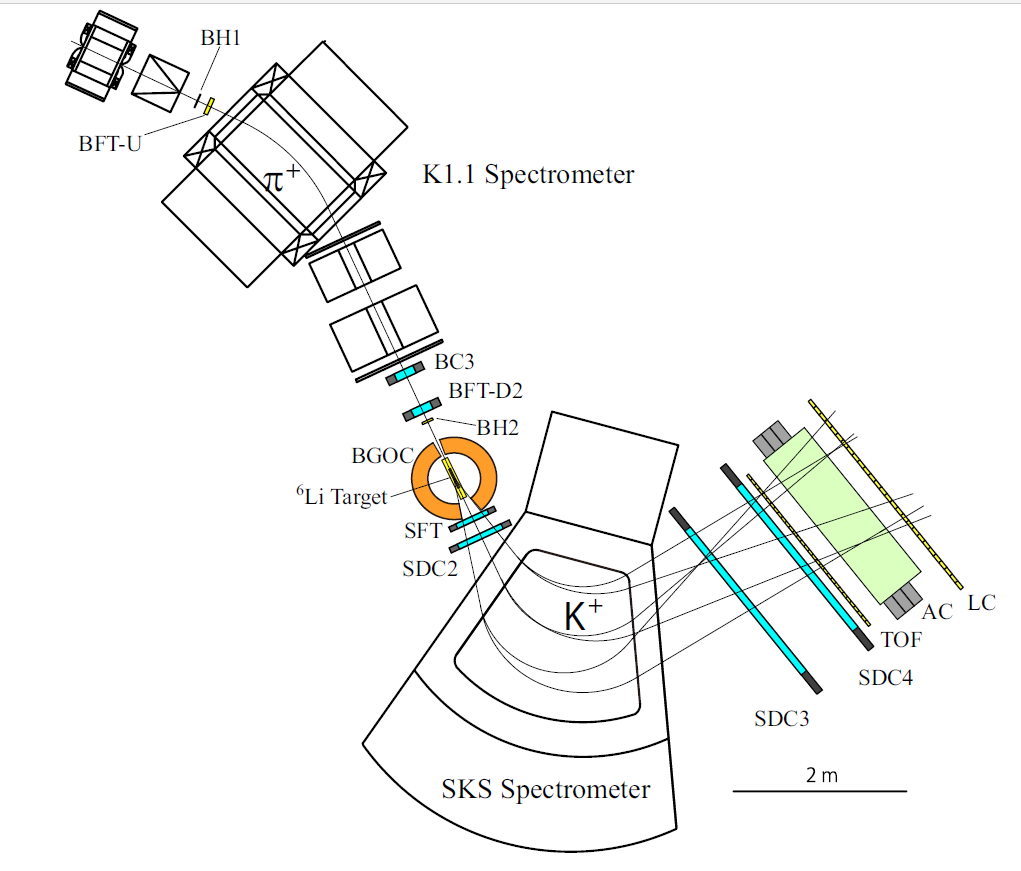 BH1
BFT-U
π+
K1.1 Spectrometer
BC3
BFT-D2
BH2
BGOC
6Li Target
SFT
SDC2
K+
LC
AC
TOF
SDC4
SDC3
2 m
SKS Spectrometer